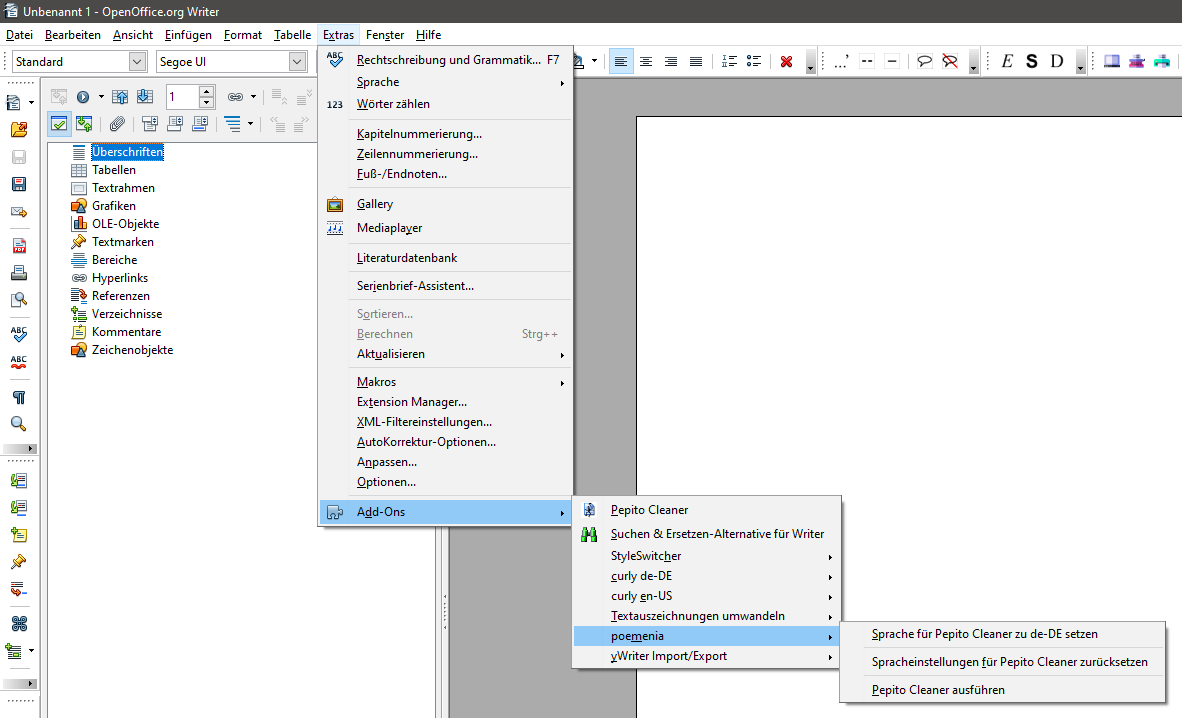 Unbenannt 1 - OpenOffice.org Writer
Datei Bearbeiten Ansicht Einfügen Format Tabelle Extras Fenster Hilfe
Standard
Segoe UI
E S D
1
Überschriften
Tabellen
Textrahmen
Grafiken
OLE-Objekte
Textmarken
Bereiche
Hyperlinks
Referenzen
Verzeichnisse
Kommentare
Zeichenobjekte
ABC
ABC
ABC Rechtschreibung und Grammatik... F7
Sprache
123 Wörter zählen
Kapitelnummerierung...
Zeilennummerierung...
Fuß-/Endnoten...
Gallery
Mediaplayer
Literaturdatenbank
Serienbrief-Assistent...
Sortieren...
Berechnen Strg++
Aktualisieren
Makros
Extension Manager...
XML-Filtereinstellungen...
AutoKorrektur-Optionen...
Anpassen...
Optionen...
Add-Ons
Pepito Cleaner
Suchen & Ersetzen-Alternative für Writer
StyleSwitcher
curly de-DE
curly en-US
Textauszeichnungen umwandeln
poemenia
yWriter Import/Export
Sprache für Pepito Cleaner zu de-DE setzen
Spracheinstellungen für Pepito Cleaner zurücksetzen
Pepito Cleaner ausführen